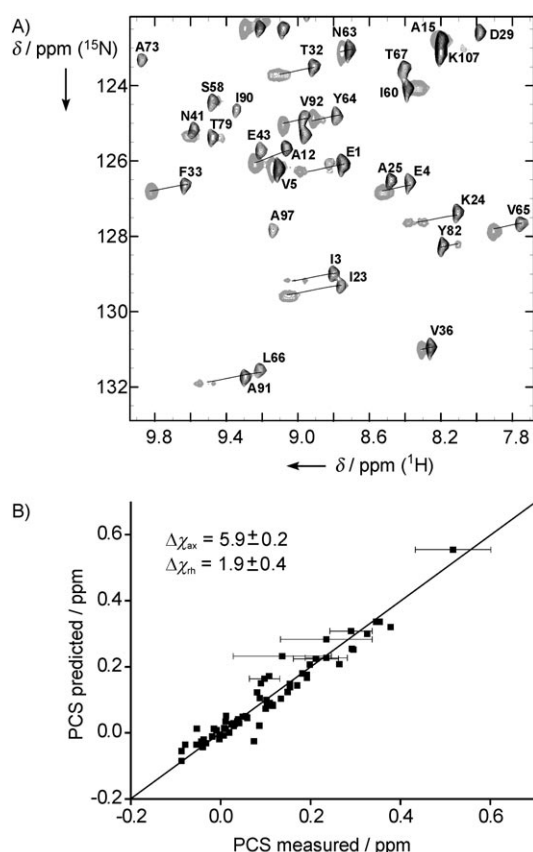 A)
δ / ppm (¹⁵N)
A73
T32
N63
A15
D29
K107
T67
I60
S58
I90
N41
T79
V92
Y64
E43
A12
E1
V5
F33
A25
E4
K24
V65
A97
Y82
I3
I23
V36
L66
A91
124
126
128
130
132
9.8
9.4
9.0
8.6
8.2
7.8
δ / ppm (¹H)
B)
Δχax = 5.9±0.2
Δχrh = 1.9±0.4
PCS predicted / ppm
0.6
0.4
0.2
0.0
-0.2
-0.2
0.0
0.2
0.4
0.6
PCS measured / ppm